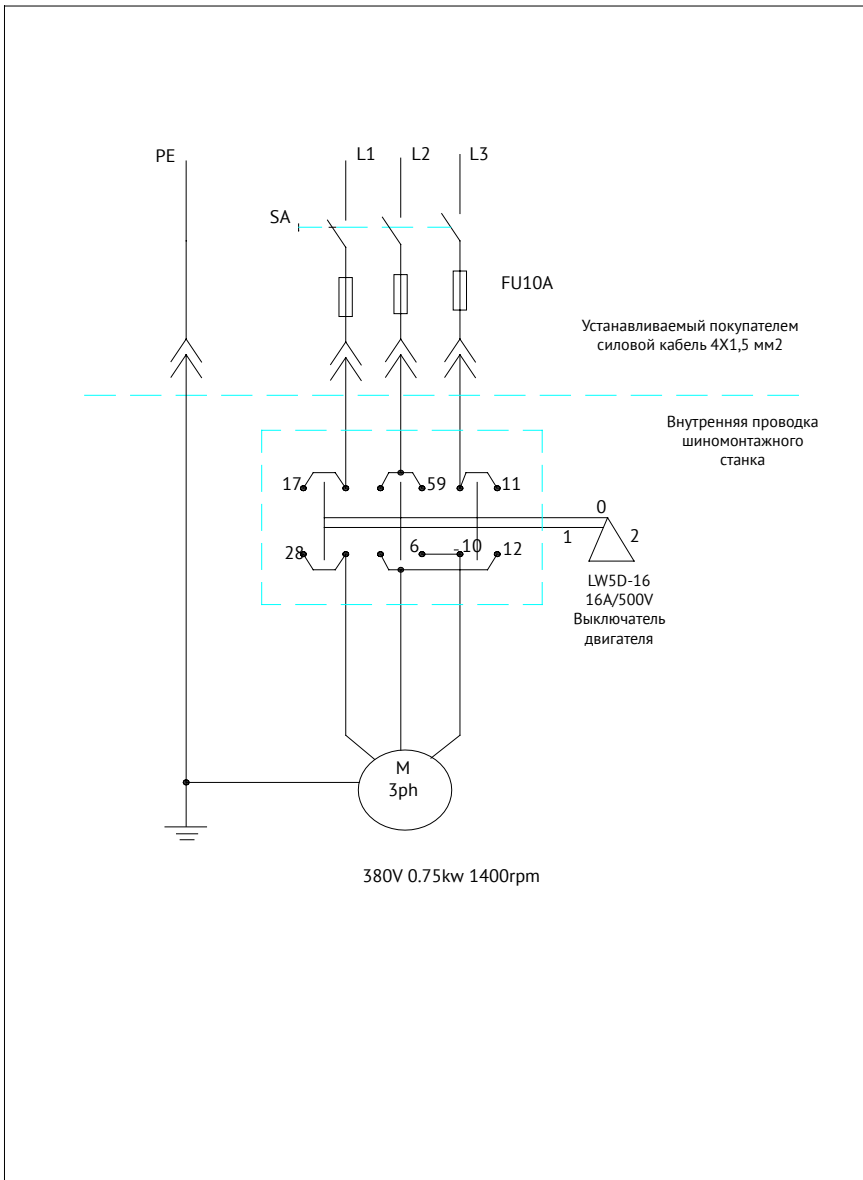 PE
L1
L2
L3
SA
FU10A
Устанавливаемый покупателем
силовой кабель 4X1,5 мм2
Внутренняя проводка
шиномонтажного
станка
17
59
11
0
1
2
28
6
-10
12
LW5D-16
16A/500V
Выключатель
двигателя
M
3ph
380V 0.75kw 1400rpm